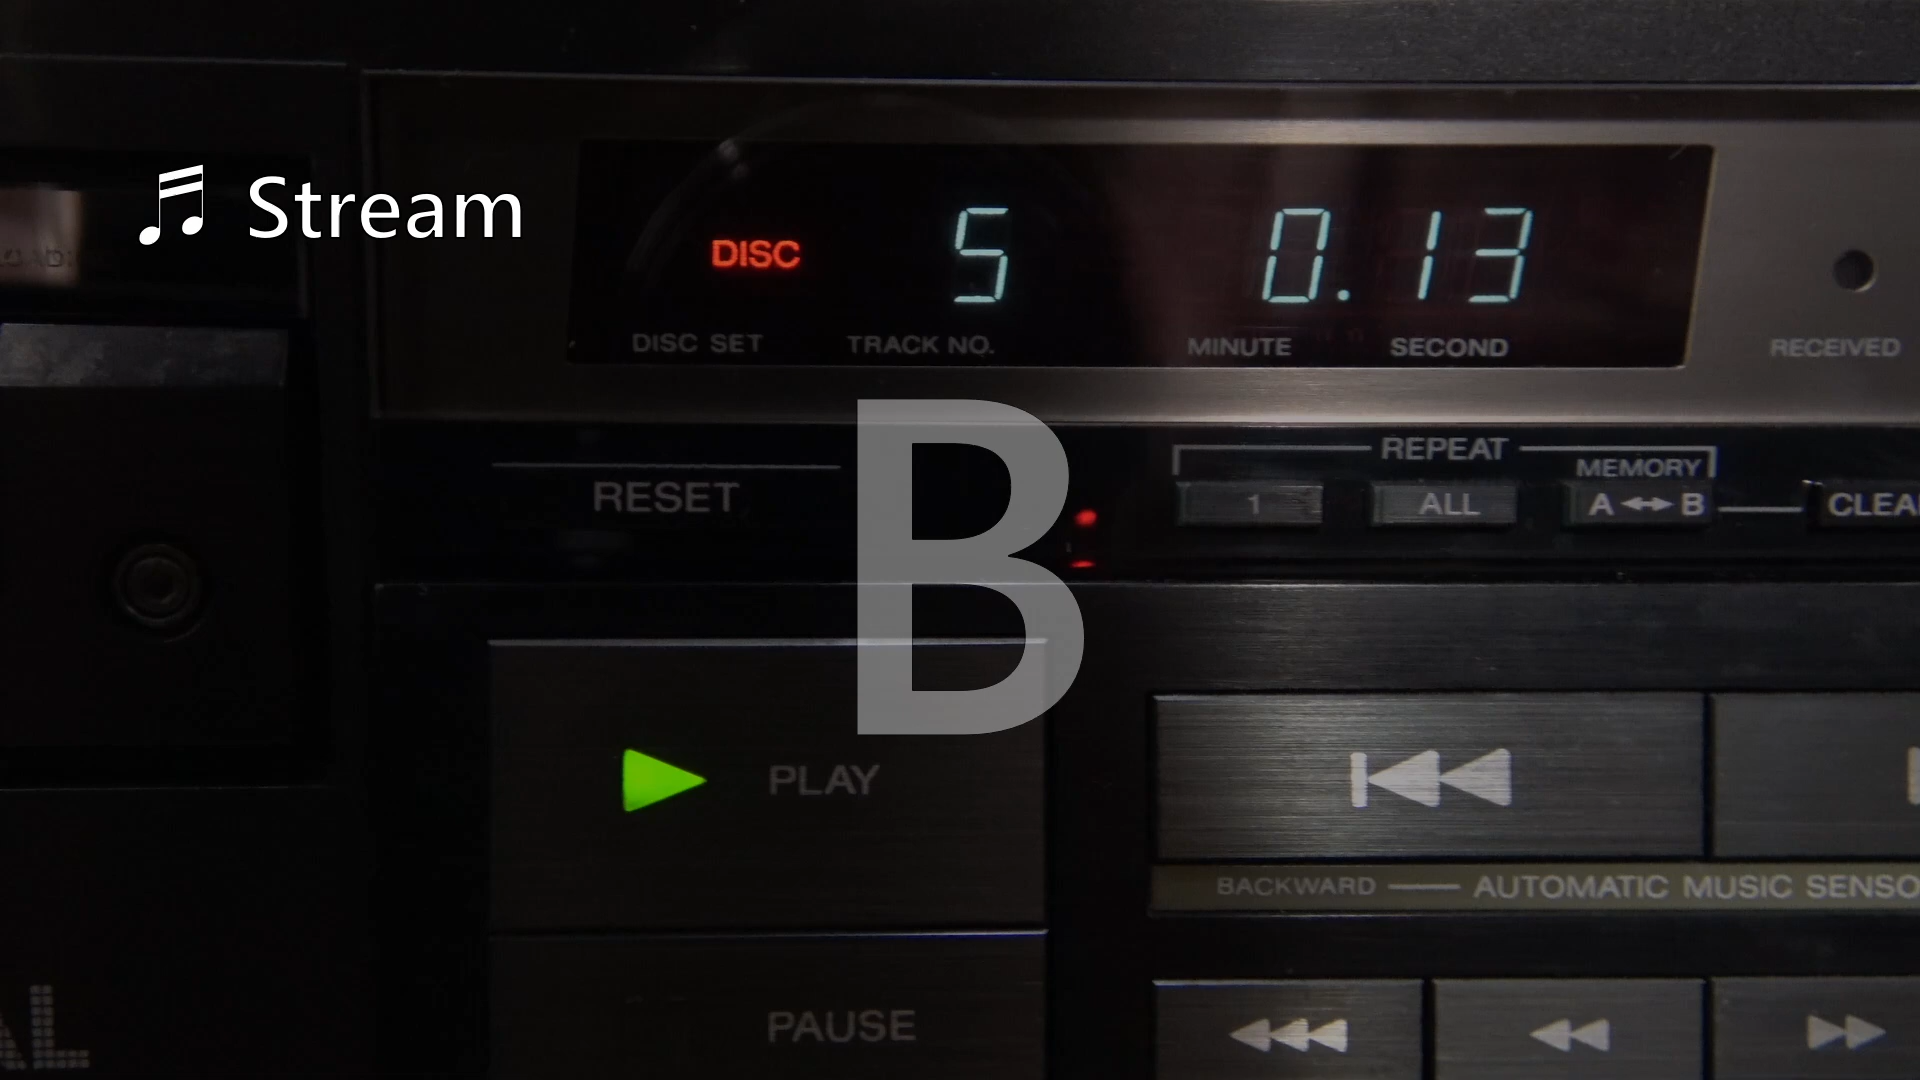 Stream
DISC 5 0.13
DISC SET TRACK NO. MINUTE SECOND
RECEIVED
B
REPEAT
MEMORY
RESET
1 ALL A↔B CLEA
PLAY
BACKWARD AUTOMATIC MUSIC SENSO
PAUSE
AL